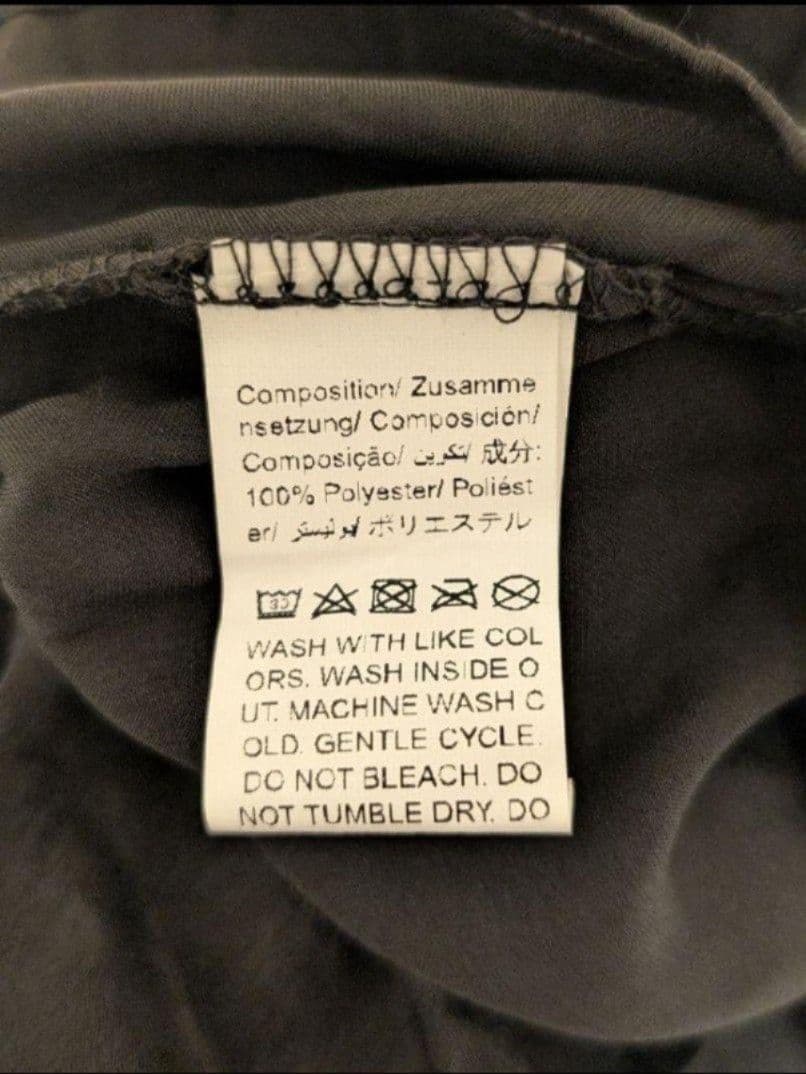 Composition/ Zusamme
nsetzung/ Composición/
Composição/ تكوين/ 成分:
100% Polyester/ Poliést
er/ بوليستر/ ポリエステル
30
WASH WITH LIKE COL
ORS. WASH INSIDE O
UT. MACHINE WASH C
OLD. GENTLE CYCLE.
DO NOT BLEACH. DO
NOT TUMBLE DRY. DO